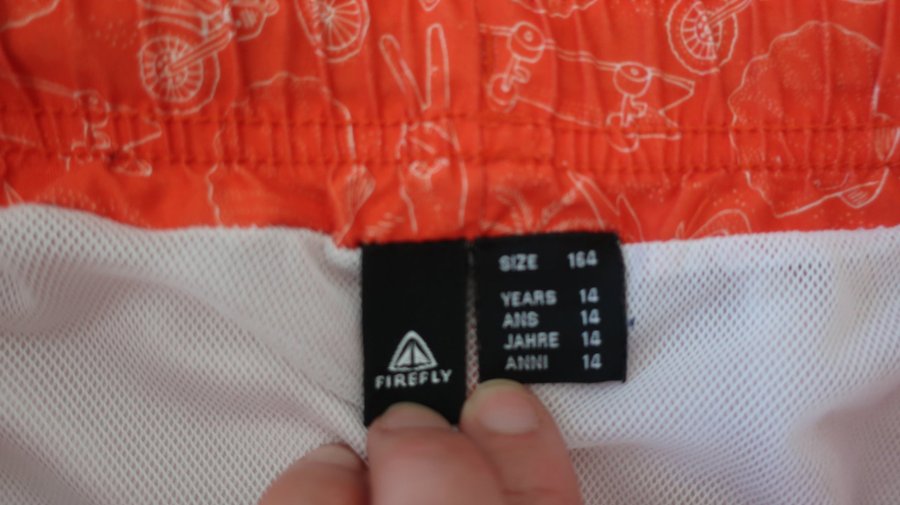 FIREFLY
SIZE 164
YEARS 14
ANS 14
JAHRE 14
ANNI 14